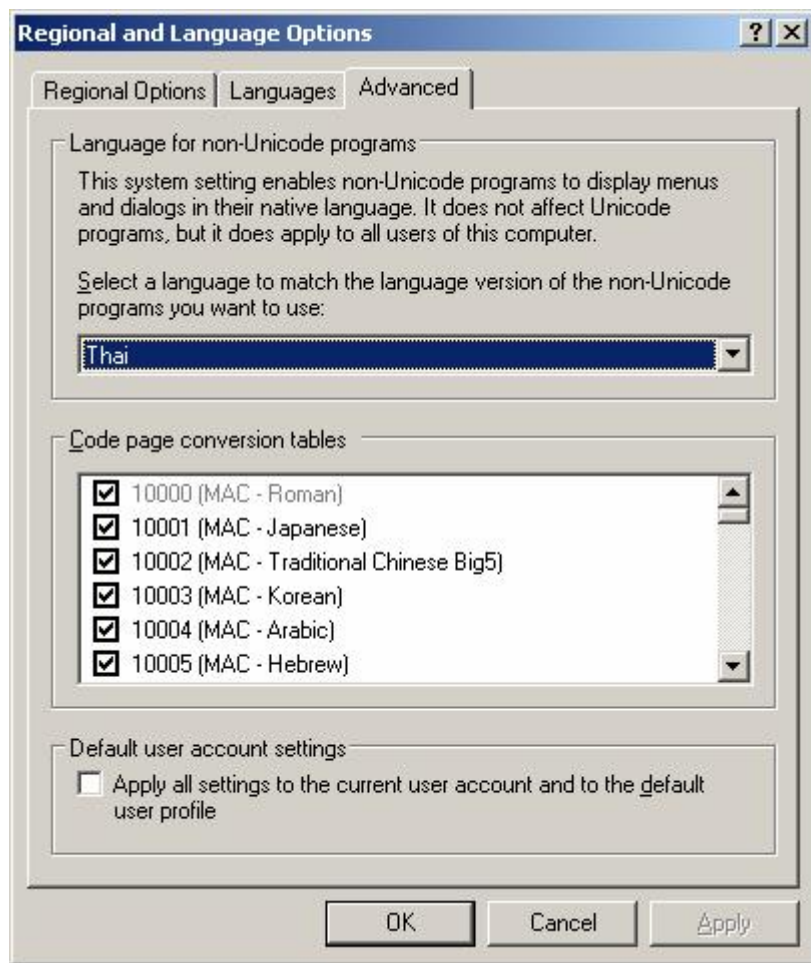 Regional and Language Options
Regional Options
Languages
Advanced
Language for non-Unicode programs
This system setting enables non-Unicode programs to display menus
and dialogs in their native language. It does not affect Unicode
programs, but it does apply to all users of this computer.
Select a language to match the language version of the non-Unicode
programs you want to use:
Thai
Code page conversion tables
10000 (MAC - Roman)
10001 (MAC - Japanese)
10002 (MAC - Traditional Chinese Big5)
10003 (MAC - Korean)
10004 (MAC - Arabic)
10005 (MAC - Hebrew)
Default user account settings
Apply all settings to the current user account and to the default
user profile
OK
Cancel
Apply